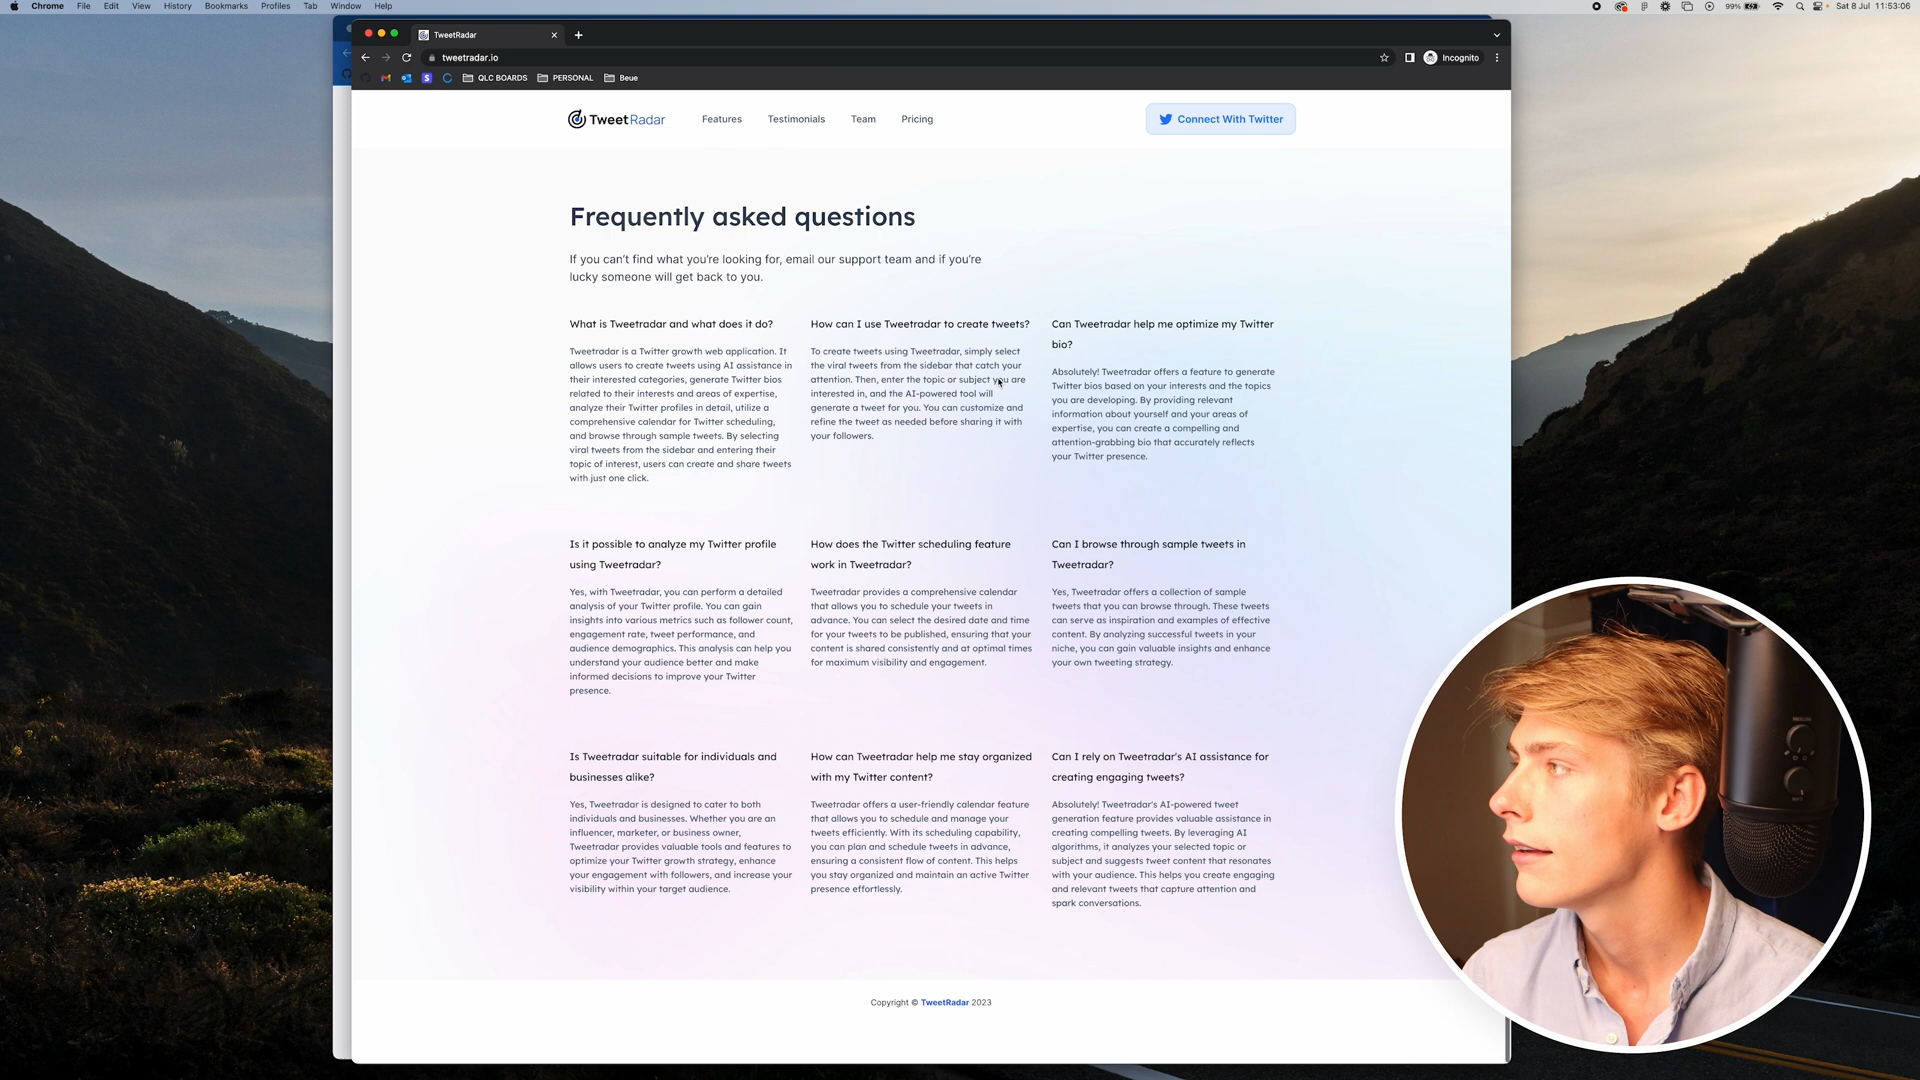 Chrome File Edit View History Bookmarks Profiles Tab Window Help
99% Sat 8 Jul 11:53:06
TweetRadar
tweetradar.io
Incognito
QLC BOARDS PERSONAL Beue
TweetRadar Features Testimonials Team Pricing Connect With Twitter
Frequently asked questions
If you can't find what you're looking for, email our support team and if you're
lucky someone will get back to you.
What is Tweetradar and what does it do?
Tweetradar is a Twitter growth web application. It
allows users to create tweets using AI assistance in
their interested categories, generate Twitter bios
related to their interests and areas of expertise,
analyze their Twitter profiles in detail, utilize a
comprehensive calendar for Twitter scheduling,
and browse through sample tweets. By selecting
viral tweets from the sidebar and entering their
topic of interest, users can create and share tweets
with just one click.
How can I use Tweetradar to create tweets?
To create tweets using Tweetradar, simply select
the viral tweets from the sidebar that catch your
attention. Then, enter the topic or subject you are
interested in, and the AI-powered tool will
generate a tweet for you. You can customize and
refine the tweet as needed before sharing it with
your followers.
Can Tweetradar help me optimize my Twitter
bio?
Absolutely! Tweetradar offers a feature to generate
Twitter bios based on your interests and the topics
you are developing. By providing relevant
information about yourself and your areas of
expertise, you can create a compelling and
attention-grabbing bio that accurately reflects
your Twitter presence.
Is it possible to analyze my Twitter profile
using Tweetradar?
Yes, with Tweetradar, you can perform a detailed
analysis of your Twitter profile. You can gain
insights into various metrics such as follower count,
engagement rate, tweet performance, and
audience demographics. This analysis can help you
understand your audience better and make
informed decisions to improve your Twitter
presence.
How does the Twitter scheduling feature
work in Tweetradar?
Tweetradar provides a comprehensive calendar
that allows you to schedule your tweets in
advance. You can select the desired date and time
for your tweets to be published, ensuring that your
content is shared consistently and at optimal times
for maximum visibility and engagement.
Can I browse through sample tweets in
Tweetradar?
Yes, Tweetradar offers a collection of sample
tweets that you can browse through. These tweets
can serve as inspiration and examples of effective
content. By analyzing successful tweets in your
niche, you can gain valuable insights and enhance
your own tweeting strategy.
Is Tweetradar suitable for individuals and
businesses alike?
Yes, Tweetradar is designed to cater to both
individuals and businesses. Whether you are an
influencer, marketer, or business owner,
Tweetradar provides valuable tools and features to
optimize your Twitter growth strategy, enhance
your engagement with followers, and increase your
visibility within your target audience.
How can Tweetradar help me stay organized
with my Twitter content?
Tweetradar offers a user-friendly calendar feature
that allows you to schedule and manage your
tweets efficiently. With its scheduling capability,
you can plan and schedule tweets in advance,
ensuring a consistent flow of content. This helps
you stay organized and maintain an active Twitter
presence effortlessly.
Can I rely on Tweetradar's AI assistance for
creating engaging tweets?
Absolutely! Tweetradar's AI-powered tweet
generation feature provides valuable assistance in
creating compelling tweets. By leveraging AI
algorithms, it analyzes your selected topic or
subject and suggests tweet content that resonates
with your audience. This helps you create engaging
and relevant tweets that capture attention and
spark conversations.
Copyright © TweetRadar 2023